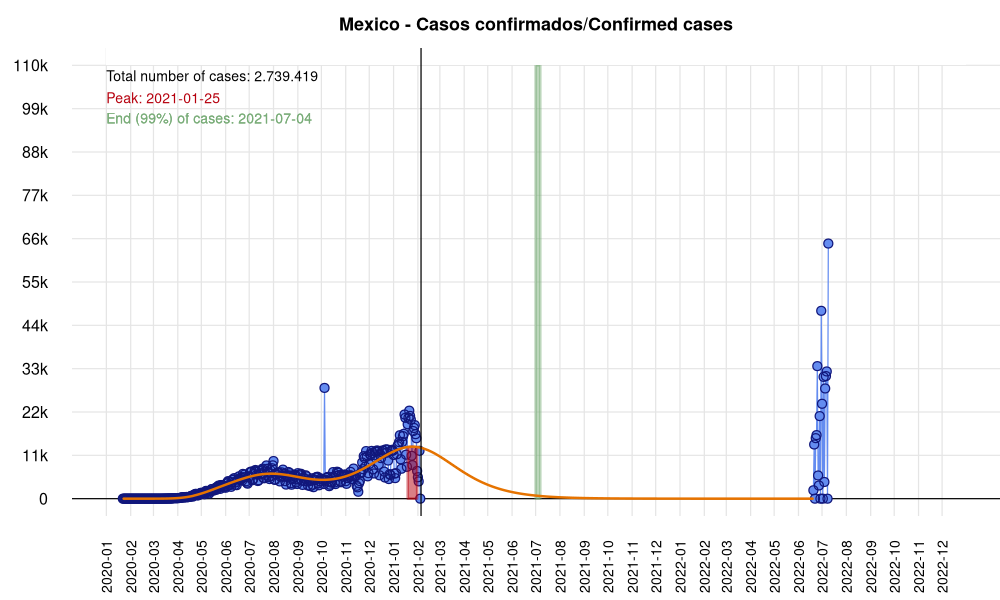 Mexico - Casos confirmados/Confirmed cases
Total number of cases: 2.739.419
Peak: 2021-01-25
End (99%) of cases: 2021-07-04
110k
99k
88k
77k
66k
55k
44k
33k
22k
11k
0
2020-01
2020-02
2020-03
2020-04
2020-05
2020-06
2020-07
2020-08
2020-09
2020-10
2020-11
2020-12
2021-01
2021-02
2021-03
2021-04
2021-05
2021-06
2021-07
2021-08
2021-09
2021-10
2021-11
2021-12
2022-01
2022-02
2022-03
2022-04
2022-05
2022-06
2022-07
2022-08
2022-09
2022-10
2022-11
2022-12